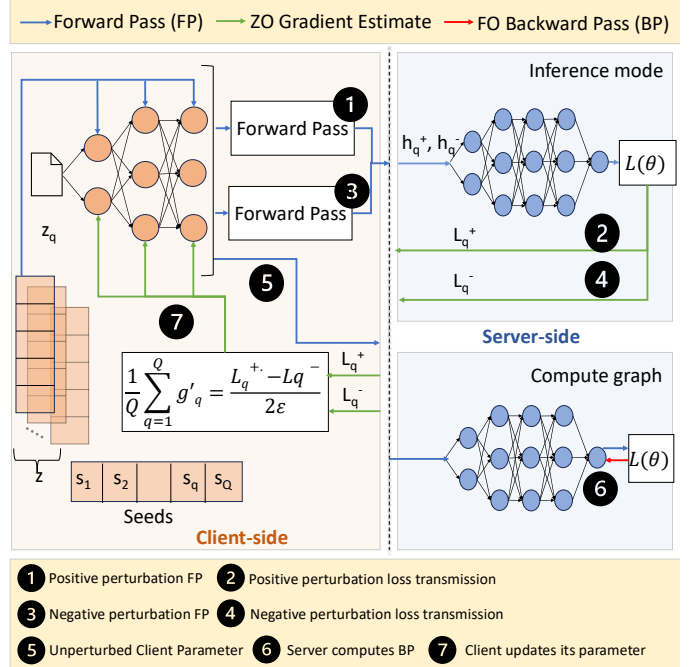 Forward Pass (FP) ZO Gradient Estimate FO Backward Pass (BP)
Inference mode
1
Forward Pass
3
Forward Pass
h_q^+, h_q^-
L(θ)
z_q
L_q^+
2
L_q^-
4
5
7
Server-side
1/Q ∑_{q=1}^{Q} g'_q = (L_q^{+.} − Lq^-)/2ε
L_q^+
L_q^-
Compute graph
L(θ)
6
.....
z
s_1 s_2 s_q s_Q
Seeds
Client-side
1 Positive perturbation FP 2 Positive perturbation loss transmission
3 Negative perturbation FP 4 Negative perturbation loss transmission
5 Unperturbed Client Parameter 6 Server computes BP 7 Client updates its parameter